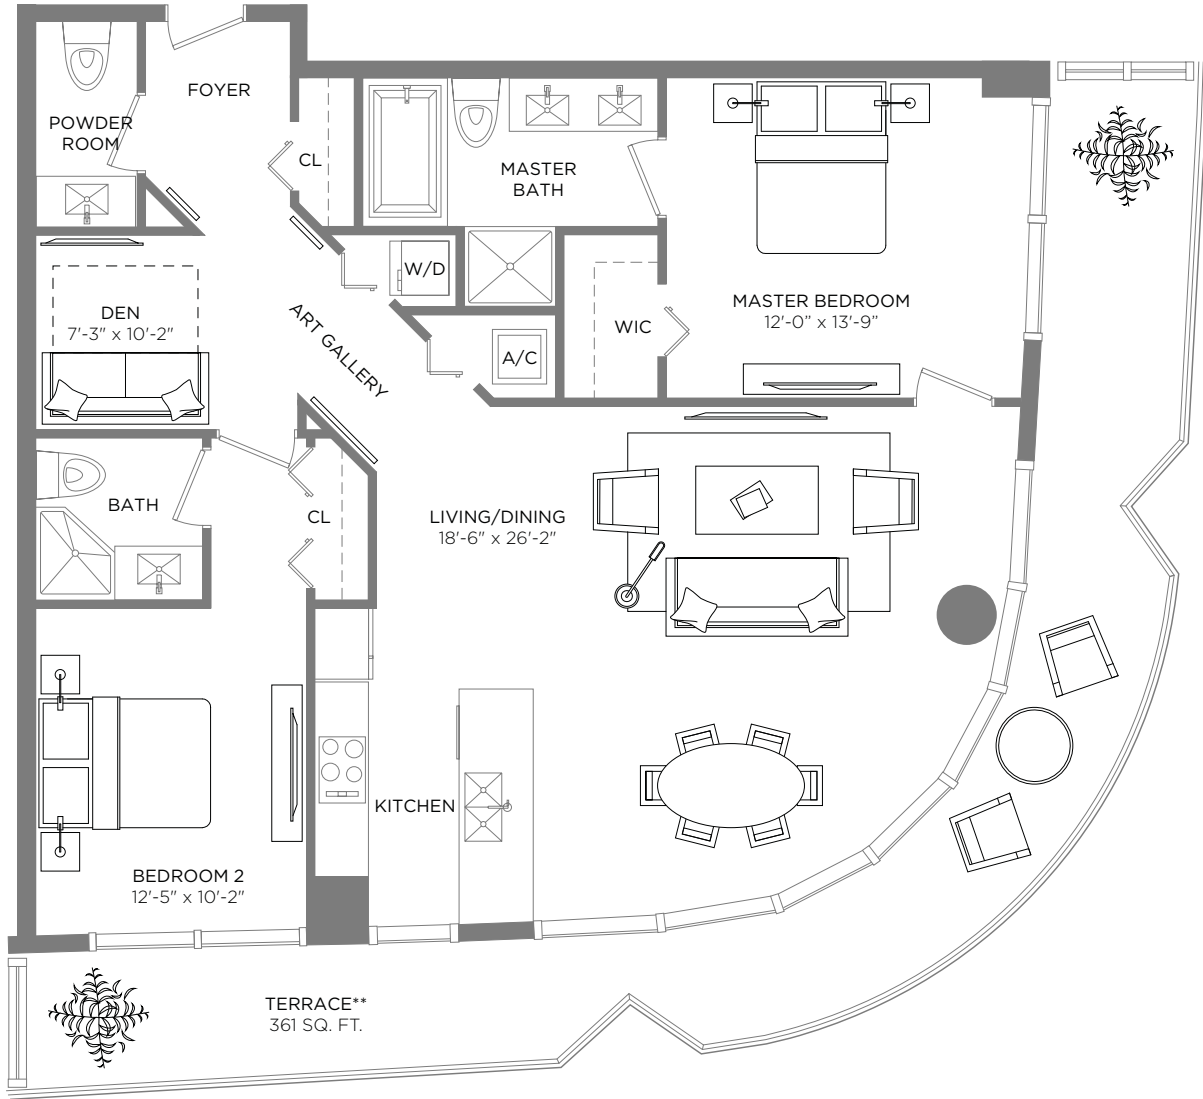 FOYER
POWDER
ROOM
CL
MASTER
BATH
W/D
DEN
7'-3" x 10'-2"
ART GALLERY
WIC
MASTER BEDROOM
12'-0” x 13'-9”
A/C
BATH
CL
LIVING/DINING
18'-6" x 26'-2"
KITCHEN
BEDROOM 2
12'-5" x 10'-2"
TERRACE**
361 SQ. FT.